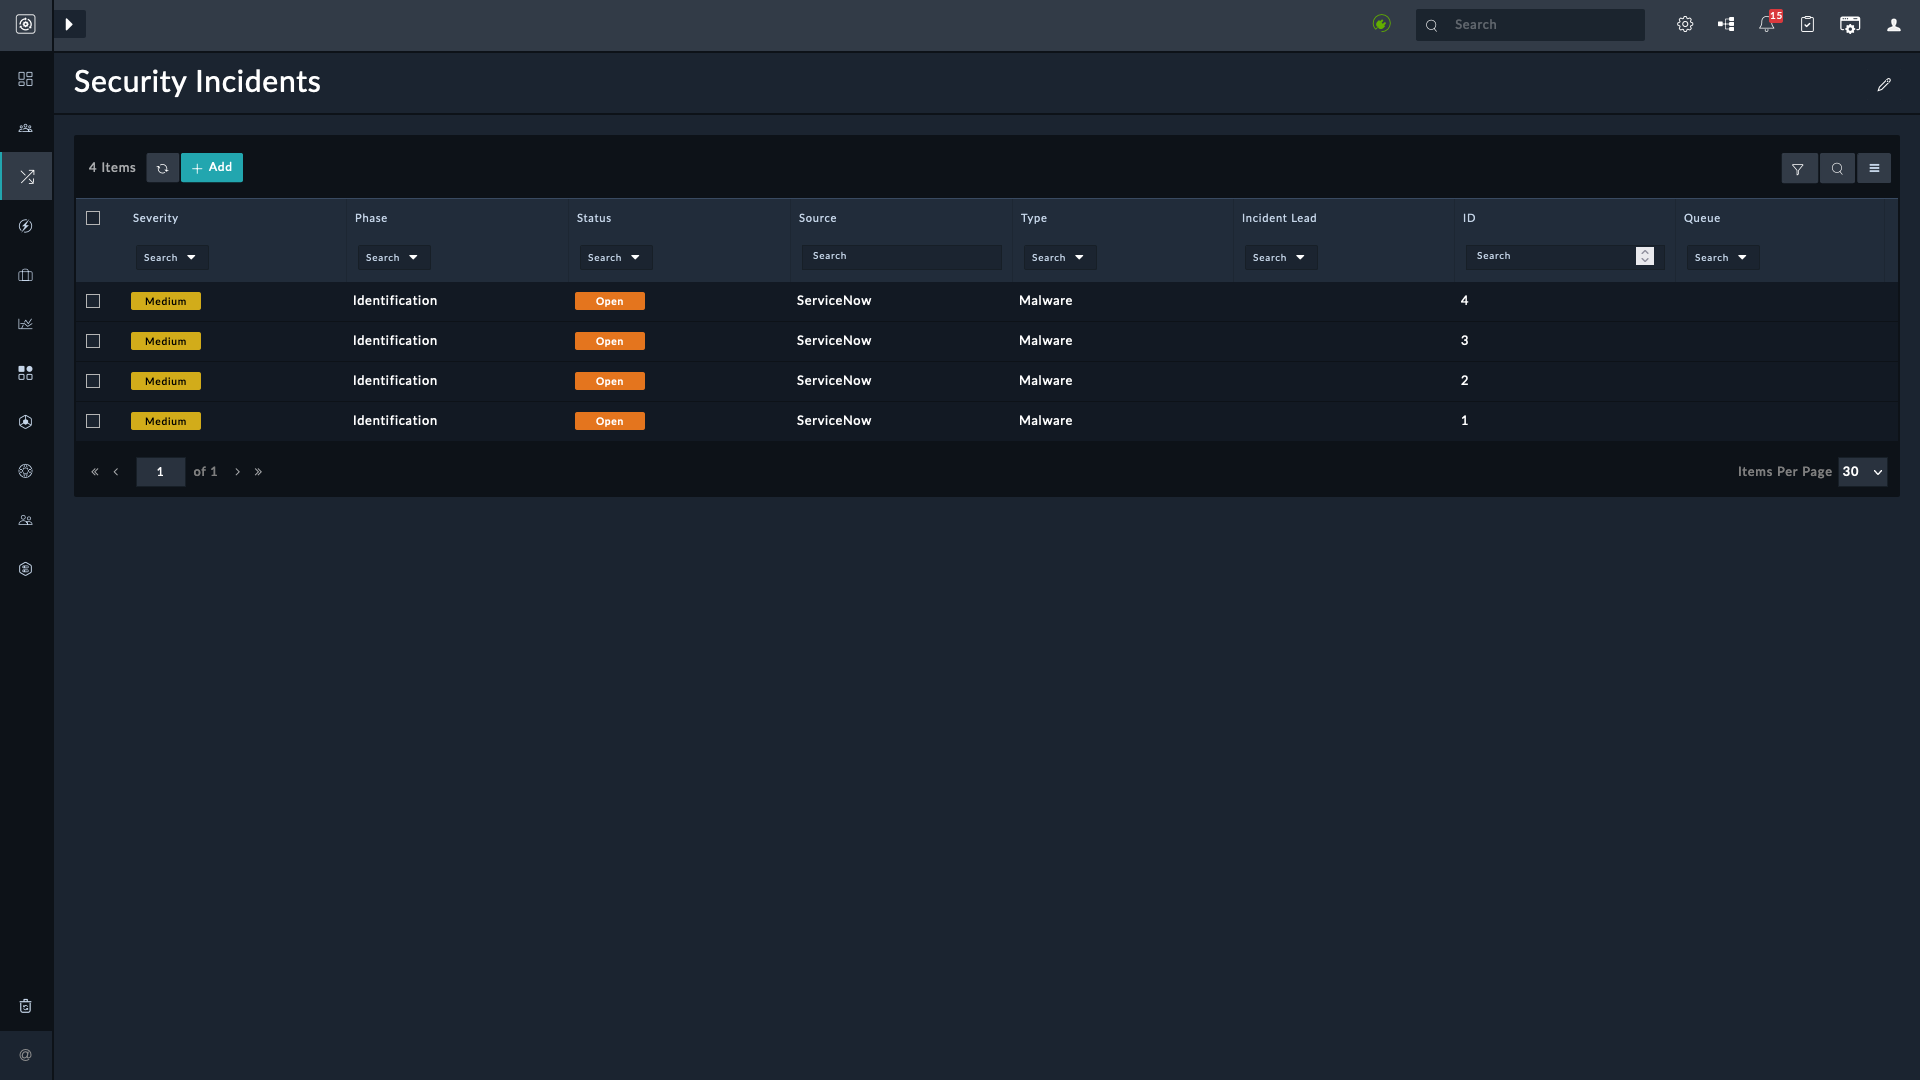 Search
15
Security Incidents
4 Items
Add
Severity Phase Status Source Type Incident Lead ID Queue
Search Search Search Search Search Search Search Search
Medium Identification Open ServiceNow Malware 4
Medium Identification Open ServiceNow Malware 3
Medium Identification Open ServiceNow Malware 2
Medium Identification Open ServiceNow Malware 1
« ‹ 1 of 1 › » Items Per Page 30
@